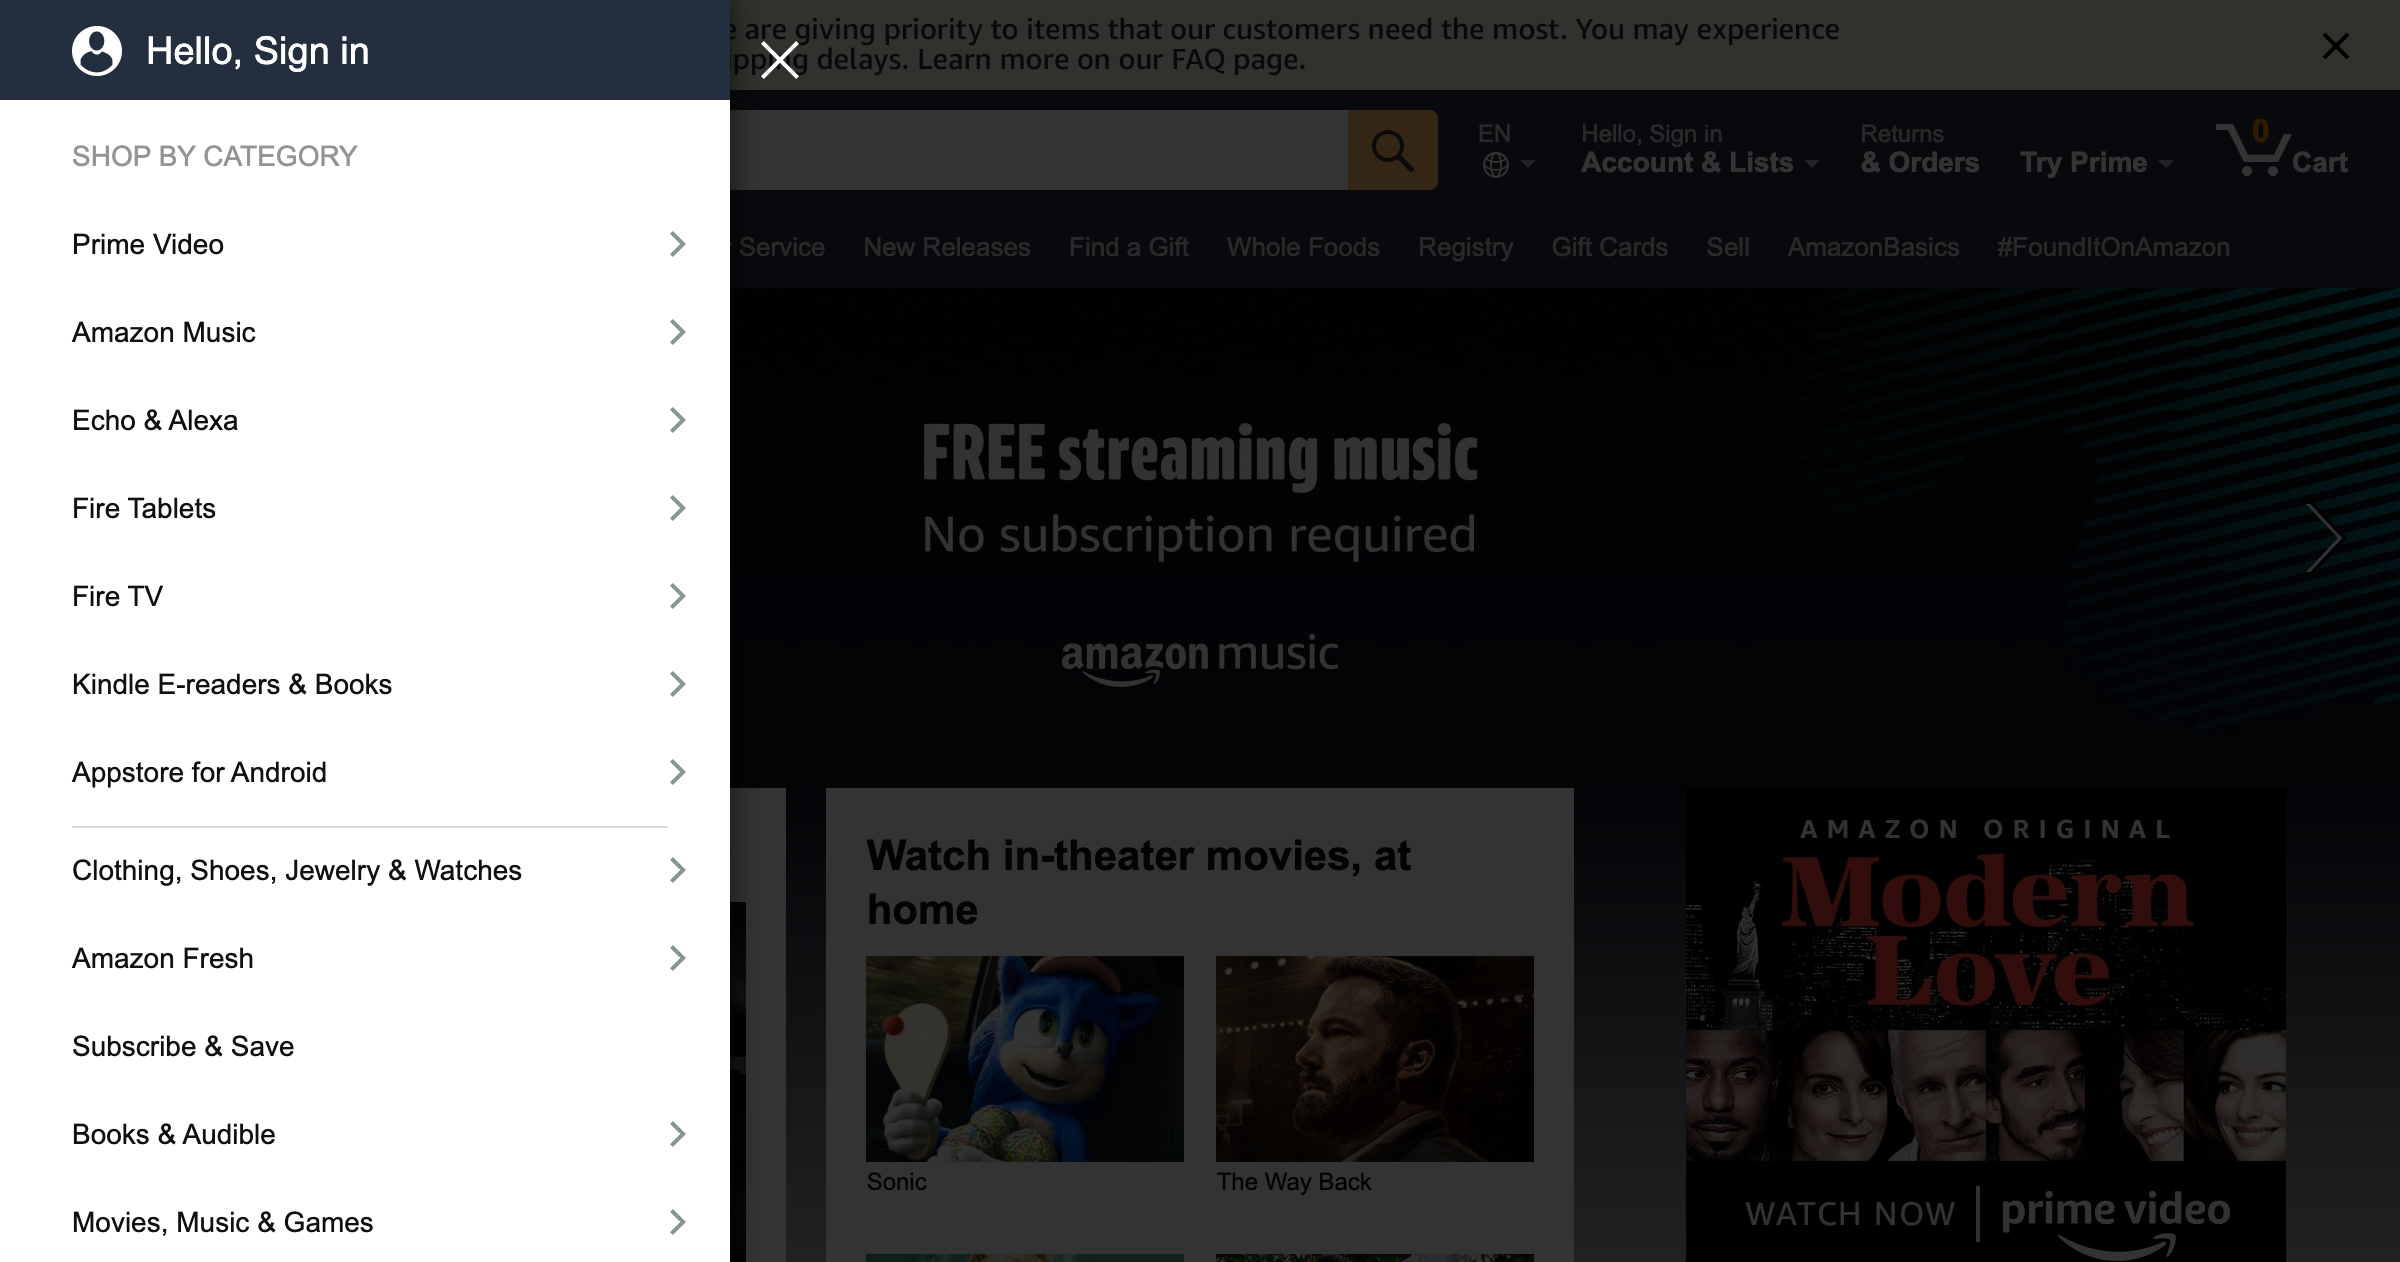 Hello, Sign in
SHOP BY CATEGORY
Prime Video
Amazon Music
Echo & Alexa
Fire Tablets
Fire TV
Kindle E-readers & Books
Appstore for Android
Clothing, Shoes, Jewelry & Watches
Amazon Fresh
Subscribe & Save
Books & Audible
Movies, Music & Games
are giving priority to items that our customers need the most. You may experience
delays. Learn more on our FAQ page.
EN
Hello, Sign in
Account & Lists
Returns
& Orders
Try Prime
0
Cart
Service New Releases Find a Gift Whole Foods Registry Gift Cards Sell AmazonBasics #FoundItOnAmazon
FREE streaming music
No subscription required
amazon music
Watch in-theater movies, at
home
Sonic
The Way Back
AMAZON ORIGINAL
Modern
Love
WATCH NOW | prime video